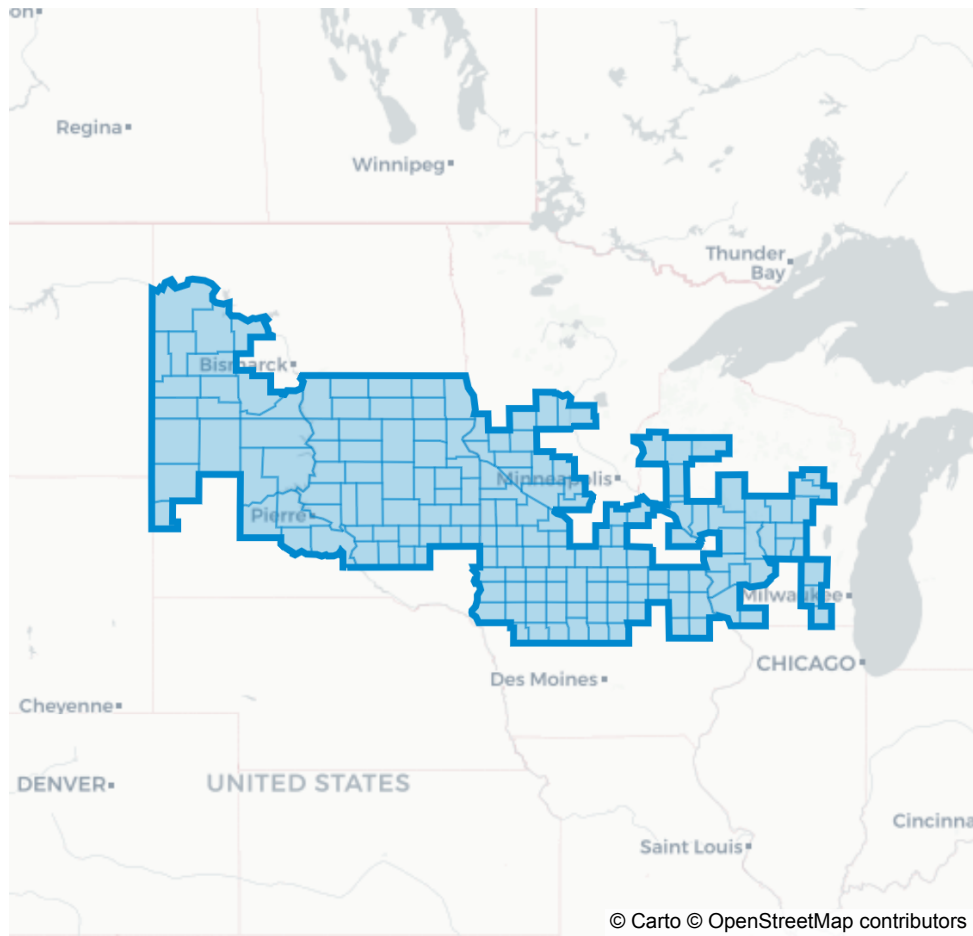 on
Regina
Winnipeg
Thunder
Bay
Bismarck
Minneapolis
Pierre
Milwaukee
CHICAGO
Des Moines
Cheyenne
DENVER
UNITED STATES
Saint Louis
Cincinna
© Carto © OpenStreetMap contributors